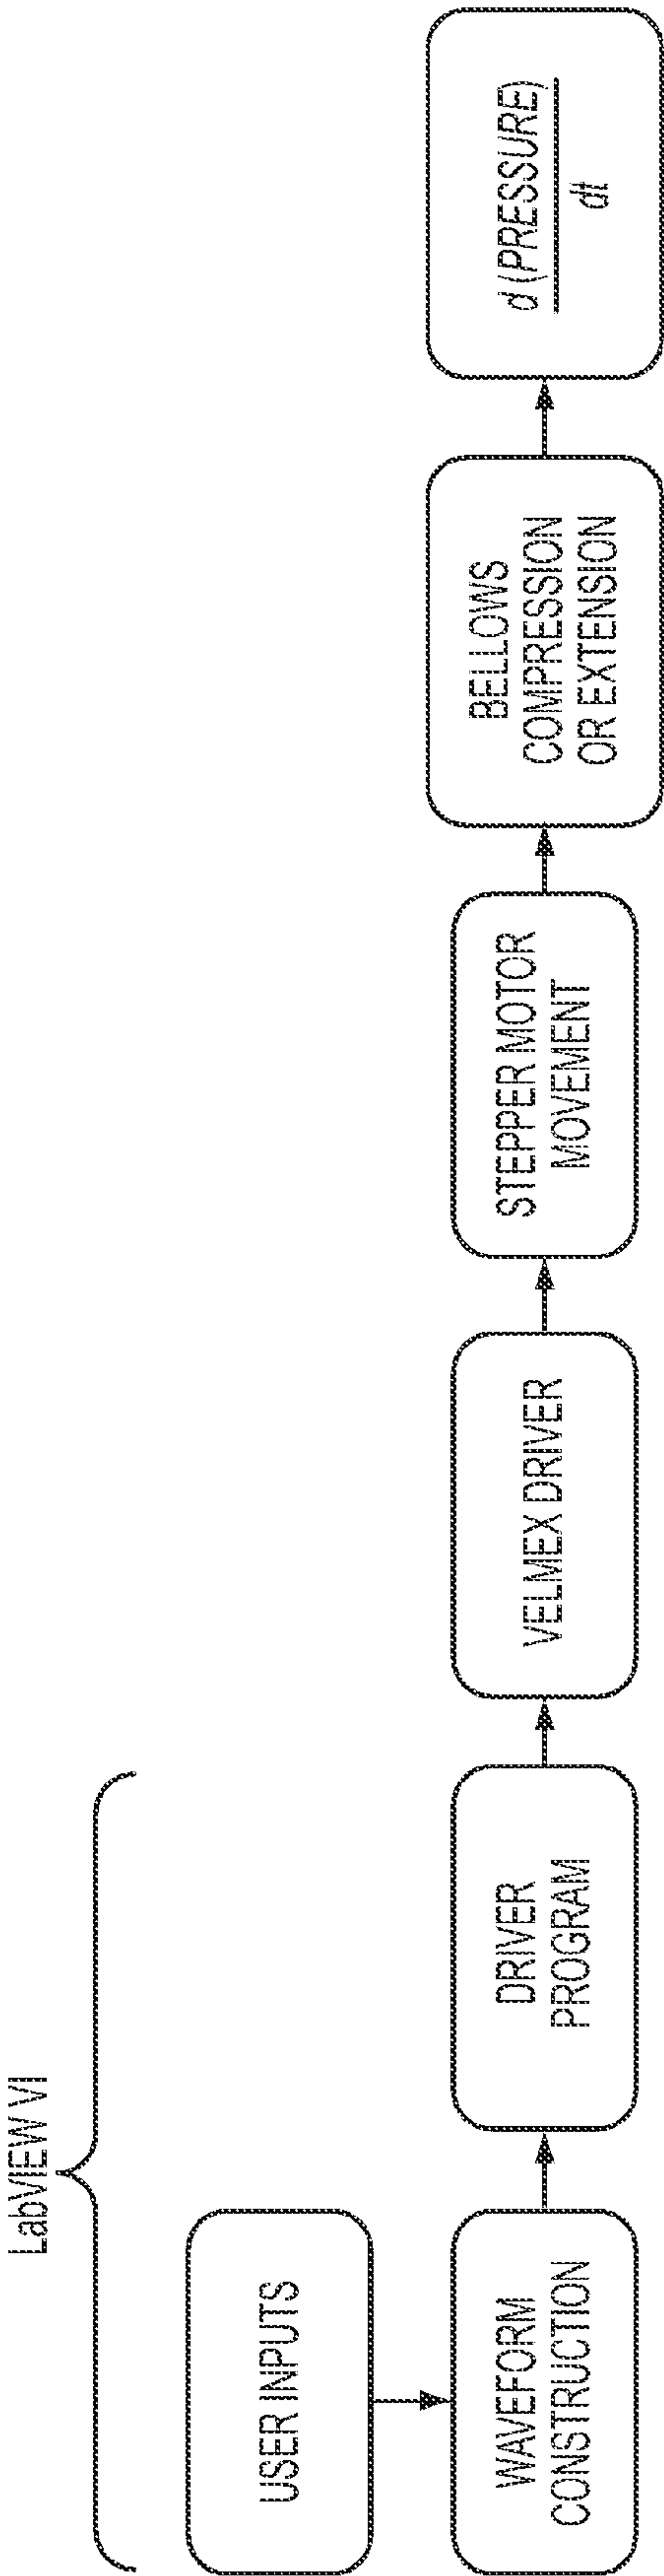 LabVIEW VI
USER INPUTS
WAVEFORM
CONSTRUCTION
DRIVER
PROGRAM
VELMEX DRIVER
STEPPER MOTOR
MOVEMENT
BELLOWS
COMPRESSION
OR EXTENSION
d (PRESSURE)
dt